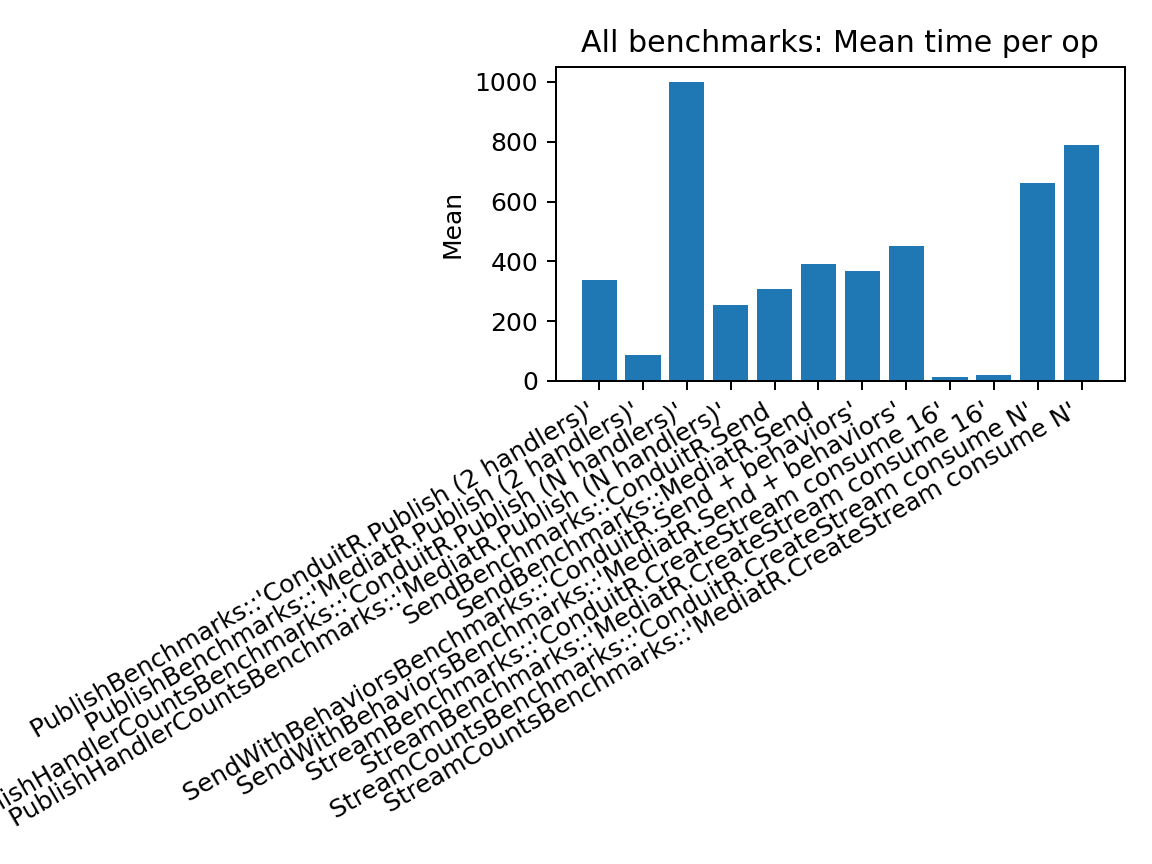 All benchmarks: Mean time per op
Mean
1000
800
600
400
200
0
PublishBenchmarks::'ConduitR.Publish (2 handlers)'
PublishBenchmarks::'MediatR.Publish (2 handlers)'
lishHandlerCountsBenchmarks::'ConduitR.Publish (N handlers)'
PublishHandlerCountsBenchmarks::'MediatR.Publish (N handlers)'
SendBenchmarks::ConduitR.Send
SendBenchmarks::MediatR.Send
SendWithBehaviorsBenchmarks::'ConduitR.Send + behaviors'
SendWithBehaviorsBenchmarks::'MediatR.Send + behaviors'
StreamBenchmarks::'ConduitR.CreateStream consume 16'
StreamBenchmarks::'MediatR.CreateStream consume 16'
StreamCountsBenchmarks::'ConduitR.CreateStream consume N'
StreamCountsBenchmarks::'MediatR.CreateStream consume N'